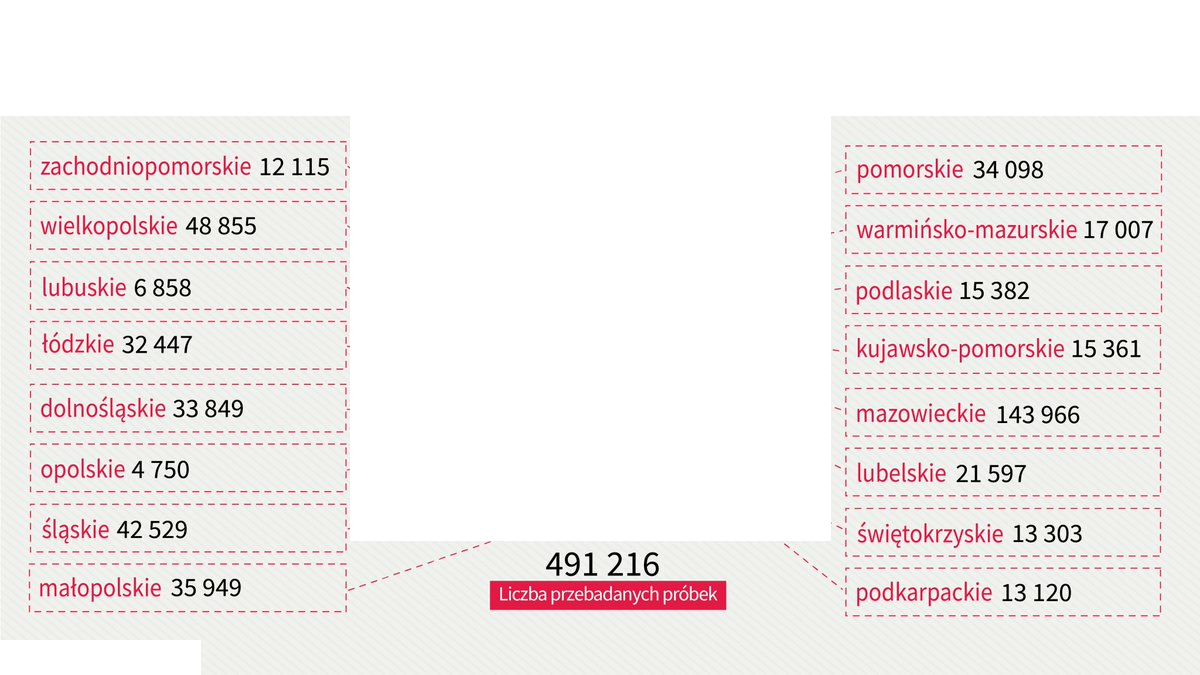 zachodniopomorskie 12 115
wielkopolskie 48 855
lubuskie 6 858
łódzkie 32 447
dolnośląskie 33 849
opolskie 4 750
śląskie 42 529
małopolskie 35 949
pomorskie 34 098
warmińsko-mazurskie 17 007
podlaskie 15 382
kujawsko-pomorskie 15 361
mazowieckie 143 966
lubelskie 21 597
świętokrzyskie 13 303
podkarpackie 13 120
491 216
Liczba przebadanych próbek